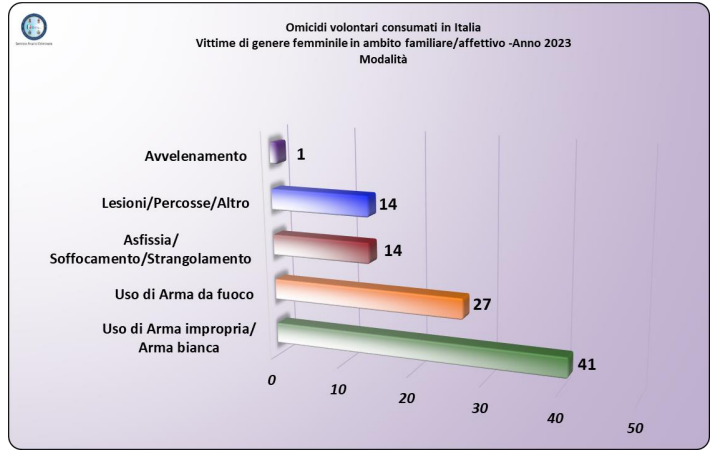 Omicidi volontari consumati in Italia
Vittime di genere femminile in ambito familiare/affettivo -Anno 2023
Modalità
Avvelenamento
1
Lesioni/Percosse/Altro
14
Asfissia/
Soffocamento/Strangolamento
14
Uso di Arma da fuoco
27
Uso di Arma impropria/
Arma bianca
41
0
10
20
30
40
50